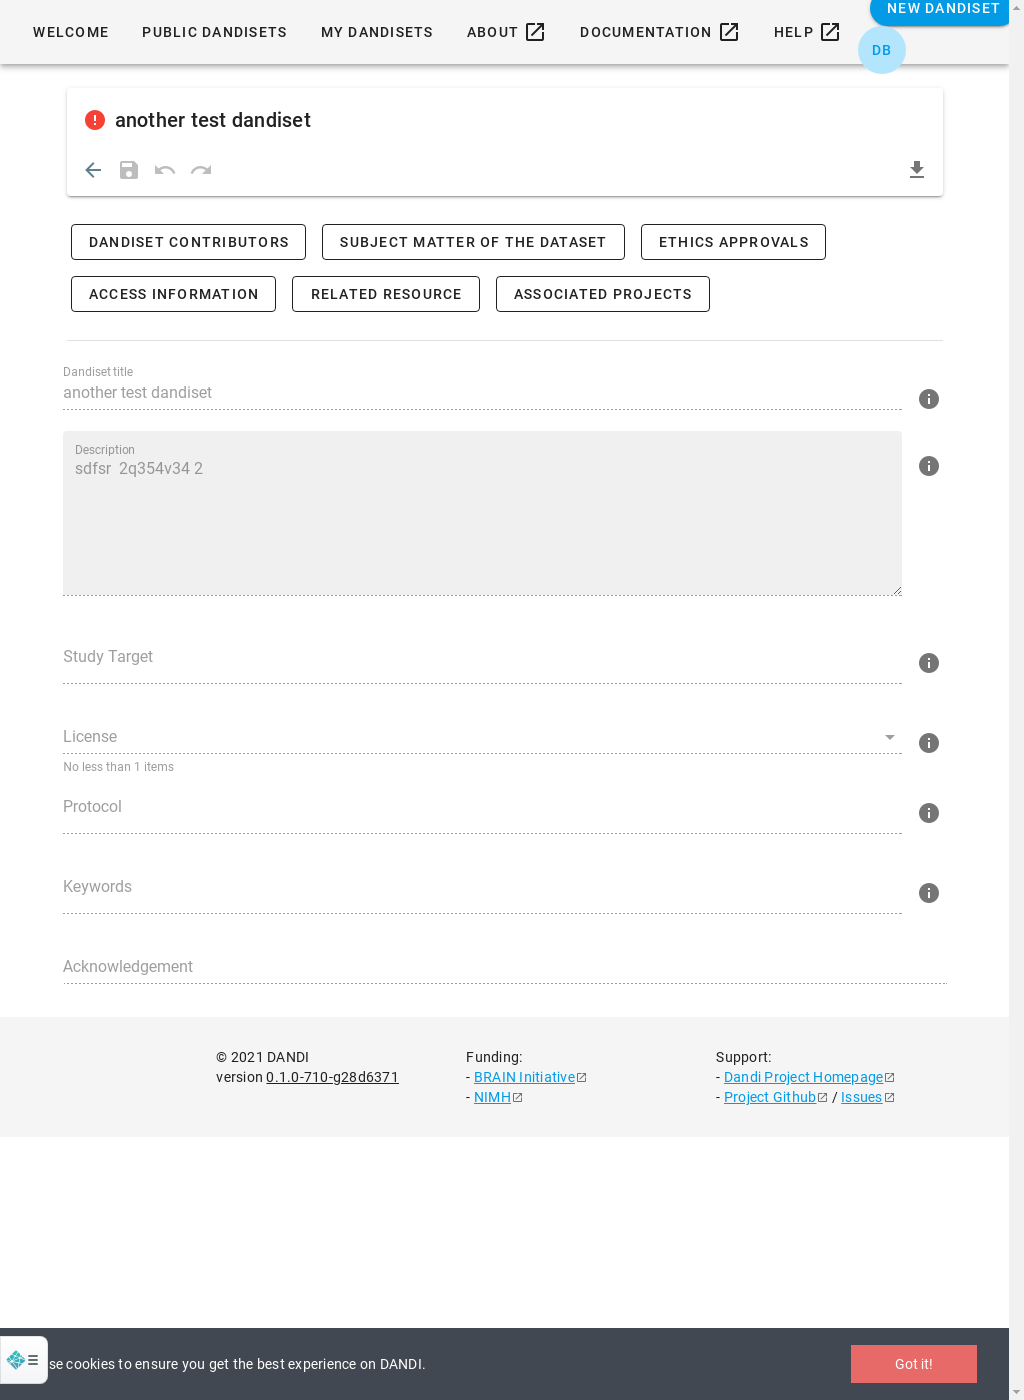 NEW DANDISET
WELCOME PUBLIC DANDISETS MY DANDISETS ABOUT DOCUMENTATION HELP
DB
another test dandiset
DANDISET CONTRIBUTORS SUBJECT MATTER OF THE DATASET ETHICS APPROVALS
ACCESS INFORMATION RELATED RESOURCE ASSOCIATED PROJECTS
Dandiset title
another test dandiset
Description
sdfsr  2q354v34 2
Study Target
License
No less than 1 items
Protocol
Keywords
Acknowledgement
© 2021 DANDI
version 0.1.0-710-g28d6371
Funding:
- BRAIN Initiative
- NIMH
Support:
- Dandi Project Homepage
- Project Github / Issues
se cookies to ensure you get the best experience on DANDI.
Got it!